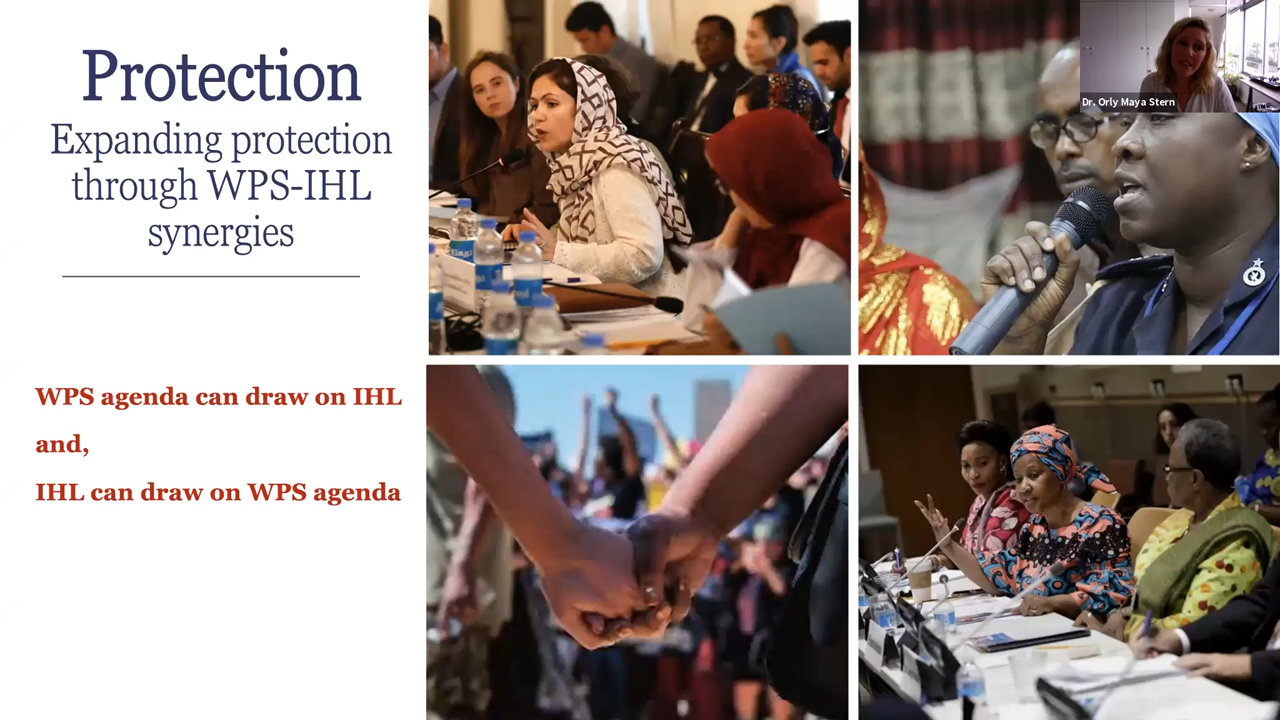 Protection
Expanding protection
through WPS-IHL
synergies
WPS agenda can draw on IHL
and,
IHL can draw on WPS agenda
Dr. Orly Maya Stern